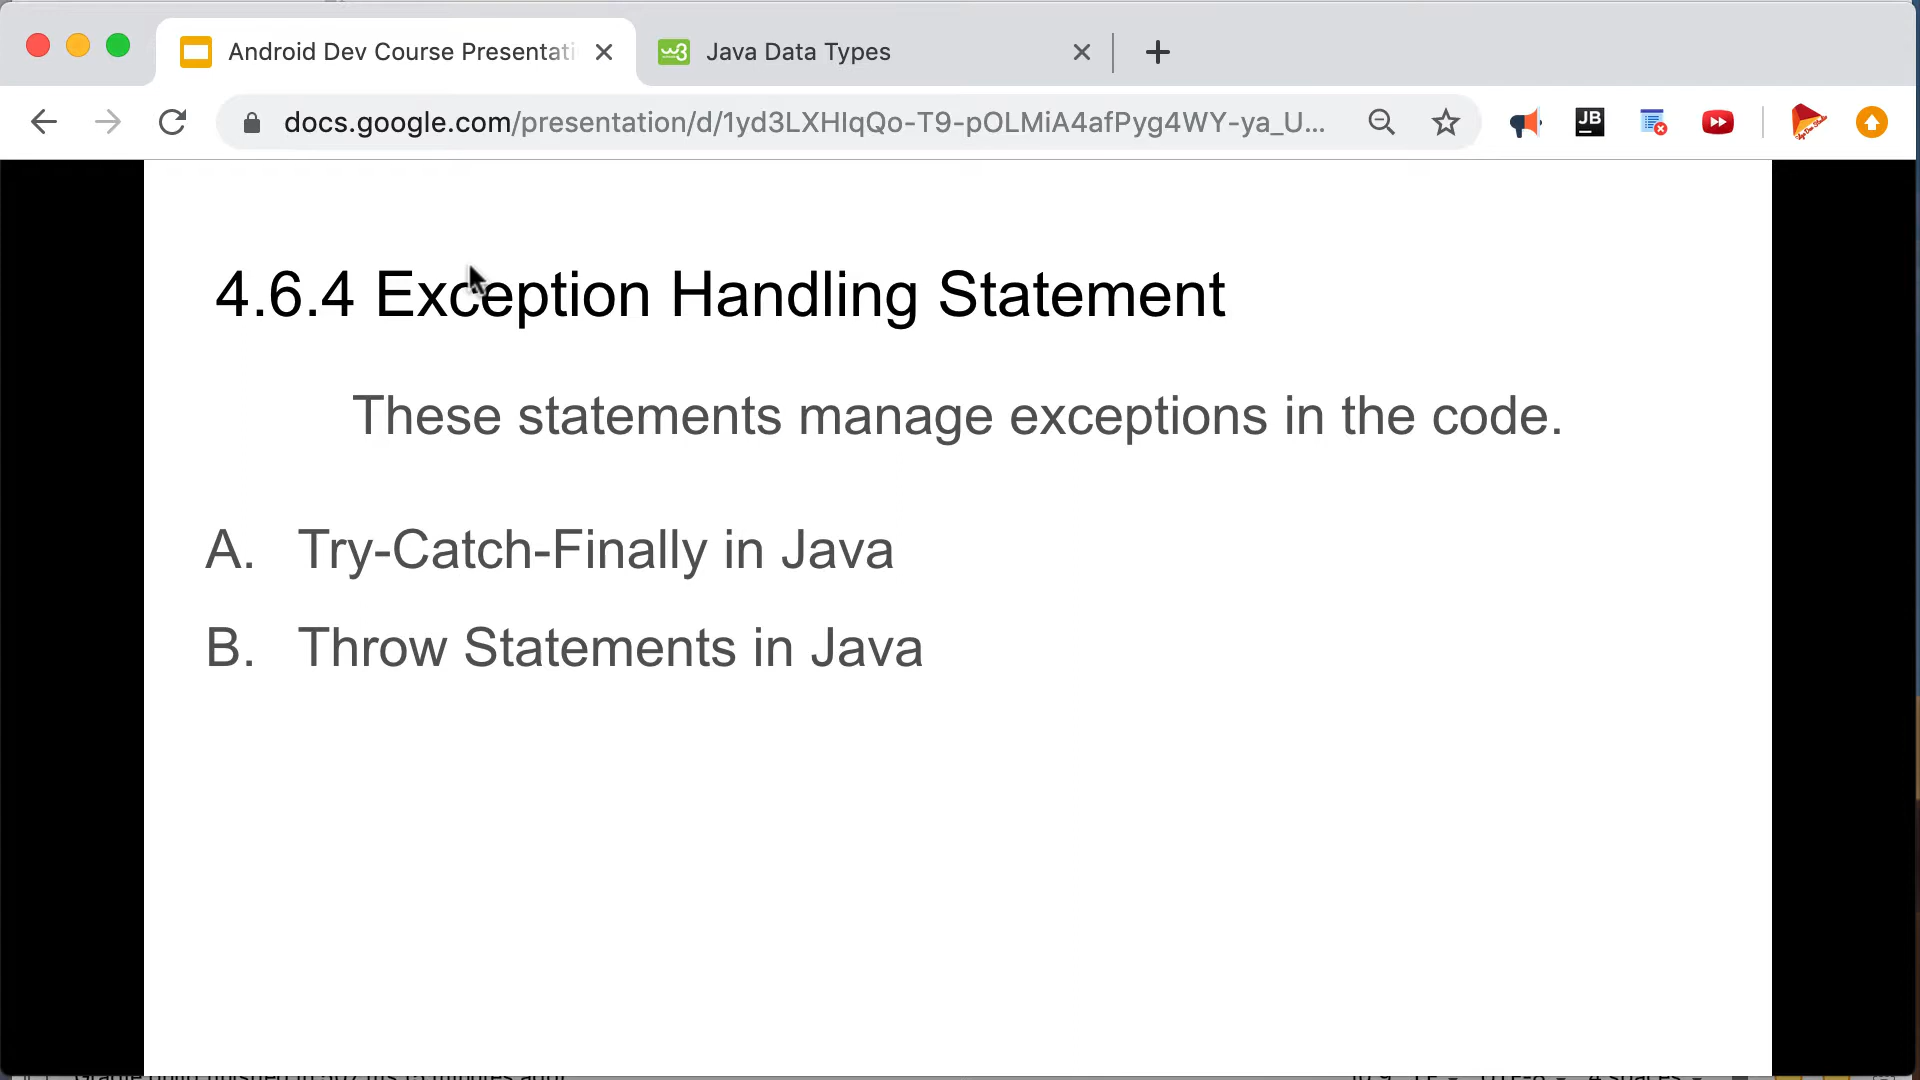 Android Dev Course Presentati
Java Data Types
docs.google.com/presentation/d/1yd3LXHIqQo-T9-pOLMiA4afPyg4WY-ya_U...
JB
4.6.4 Exception Handling Statement
These statements manage exceptions in the code.
A. Try-Catch-Finally in Java
B. Throw Statements in Java